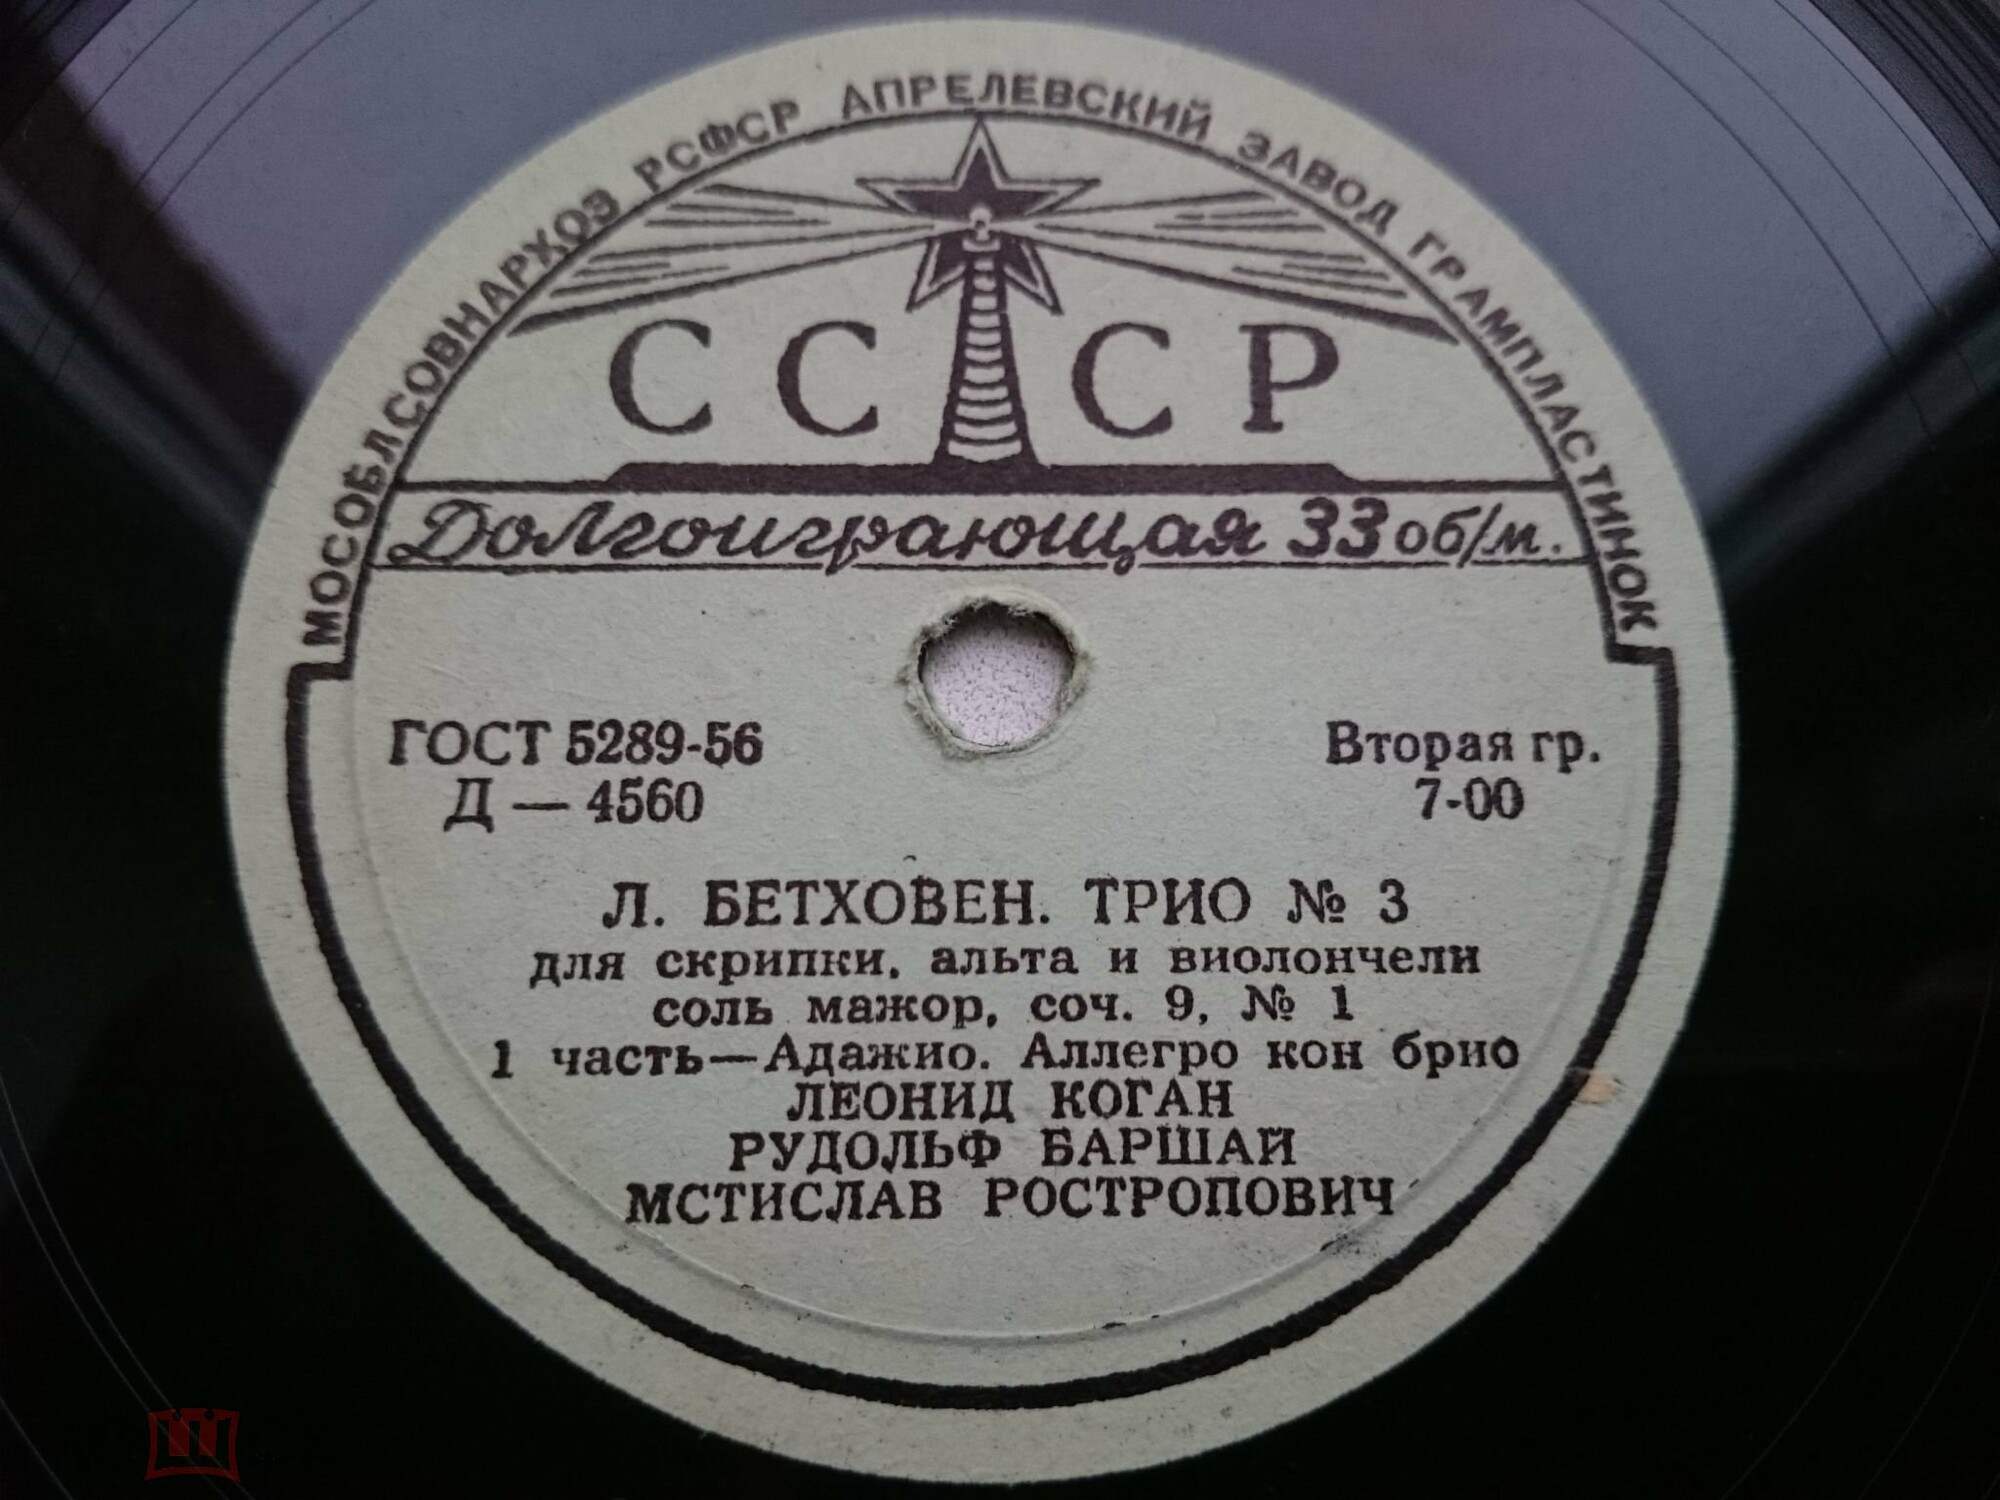 МОСОБЛСОВНАРХОЗ РСФСР АПРЕЛЕВСКИЙ ЗАВОД ГРАМПЛАСТИНОК
СССР
Долгоиграющая 33 об/м.
ГОСТ 5289-56
Д — 4560
Вторая гр.
7-00
Л. БЕТХОВЕН. ТРИО № 3
для скрипки, альта и виолончели
соль мажор, соч. 9, № 1
1 часть—Адажио. Аллегро кон брио
ЛЕОНИД КОГАН
РУДОЛЬФ БАРШАЙ
МСТИСЛАВ РОСТРОПОВИЧ